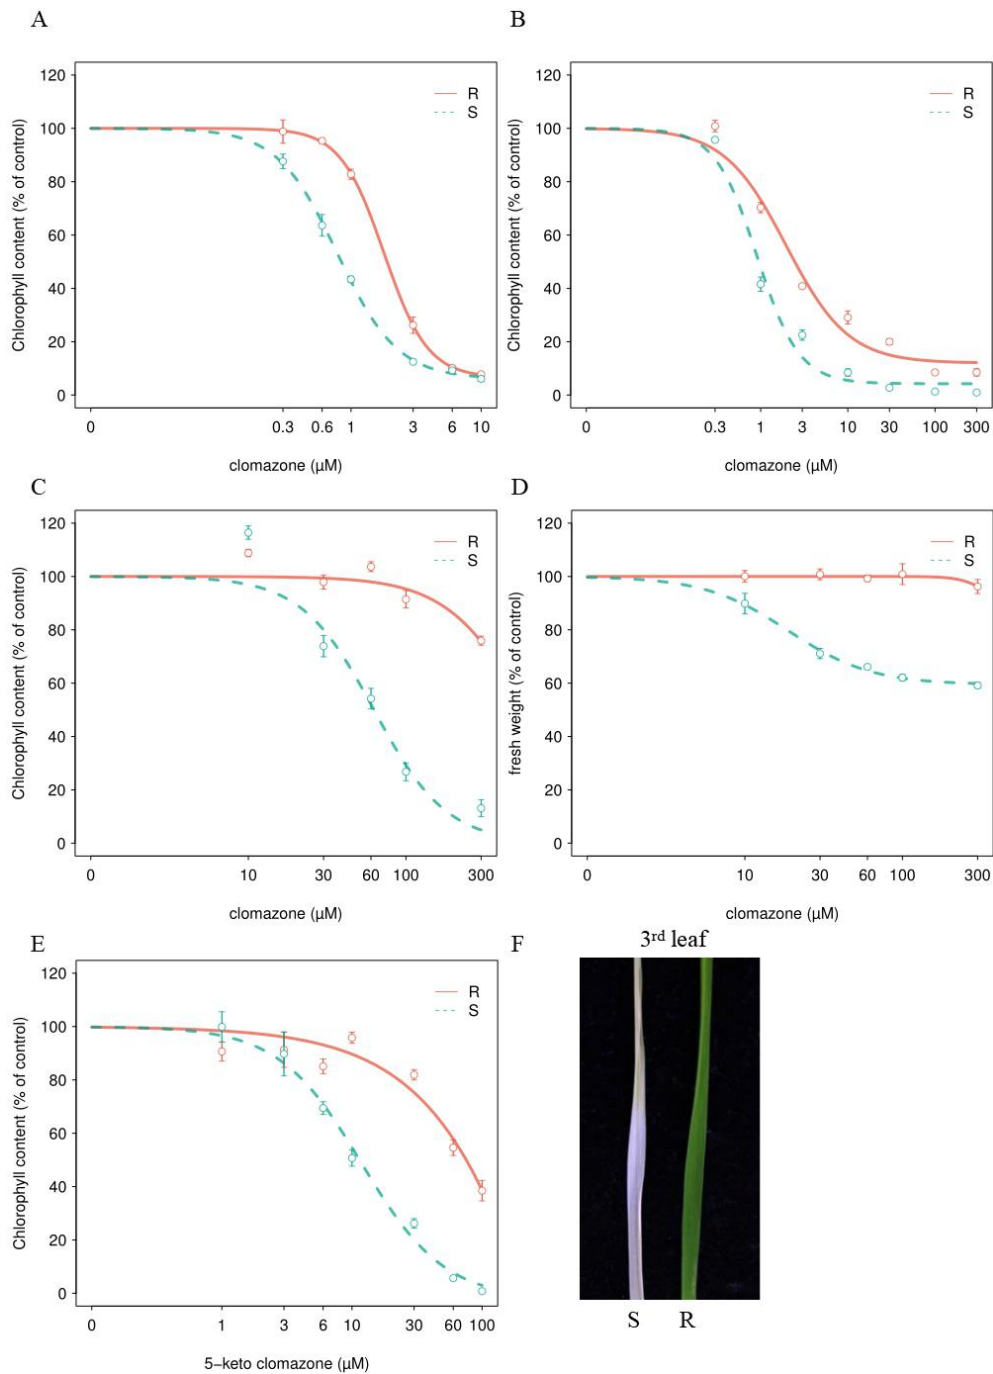 A
120
100
80
60
40
20
0
Chlorophyll content (% of control)
R
S
0 0.3 0.6 1 3 6 10
clomazone (µM)
B
120
100
80
60
40
20
0
Chlorophyll content (% of control)
R
S
0 0.3 1 3 10 30 100 300
clomazone (µM)
C
120
100
80
60
40
20
0
Chlorophyll content (% of control)
R
S
0 10 30 60 100 300
clomazone (µM)
D
120
100
80
60
40
20
0
fresh weight (% of control)
R
S
0 10 30 60 100 300
clomazone (µM)
E
120
100
80
60
40
20
0
Chlorophyll content (% of control)
R
S
0 1 3 6 10 30 60 100
5−keto clomazone (µM)
F
3rd leaf
S R